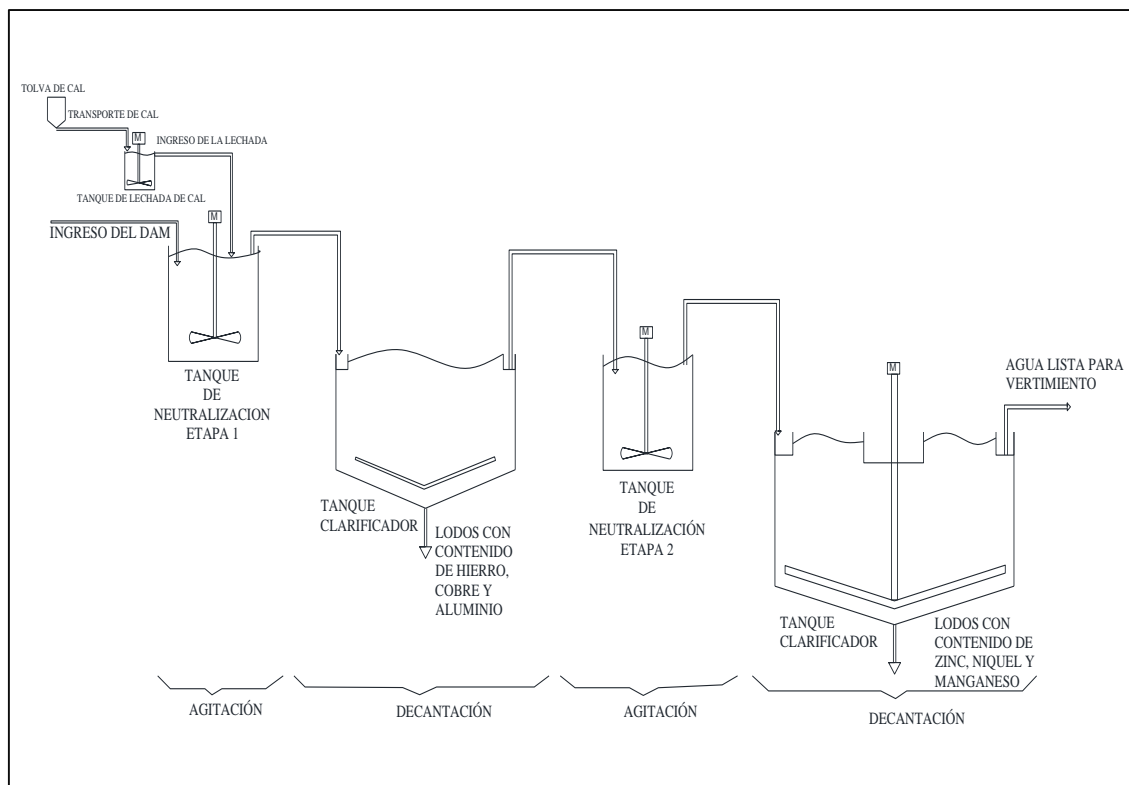 TOLVA DE CAL
TRANSPORTE DE CAL
M
INGRESO DE LA LECHADA
TANQUE DE LECHADA DE CAL
M
INGRESO DEL DAM
TANQUE
DE
NEUTRALIZACION
ETAPA 1
TANQUE
CLARIFICADOR
LODOS CON
CONTENIDO
DE HIERRO,
COBRE Y
ALUMINIO
M
TANQUE
DE
NEUTRALIZACIÓN
ETAPA 2
M
AGUA LISTA PARA
VERTIMIENTO
TANQUE
CLARIFICADOR
LODOS CON
CONTENIDO DE
ZINC, NIQUEL Y
MANGANESO
AGITACIÓN
DECANTACIÓN
AGITACIÓN
DECANTACIÓN